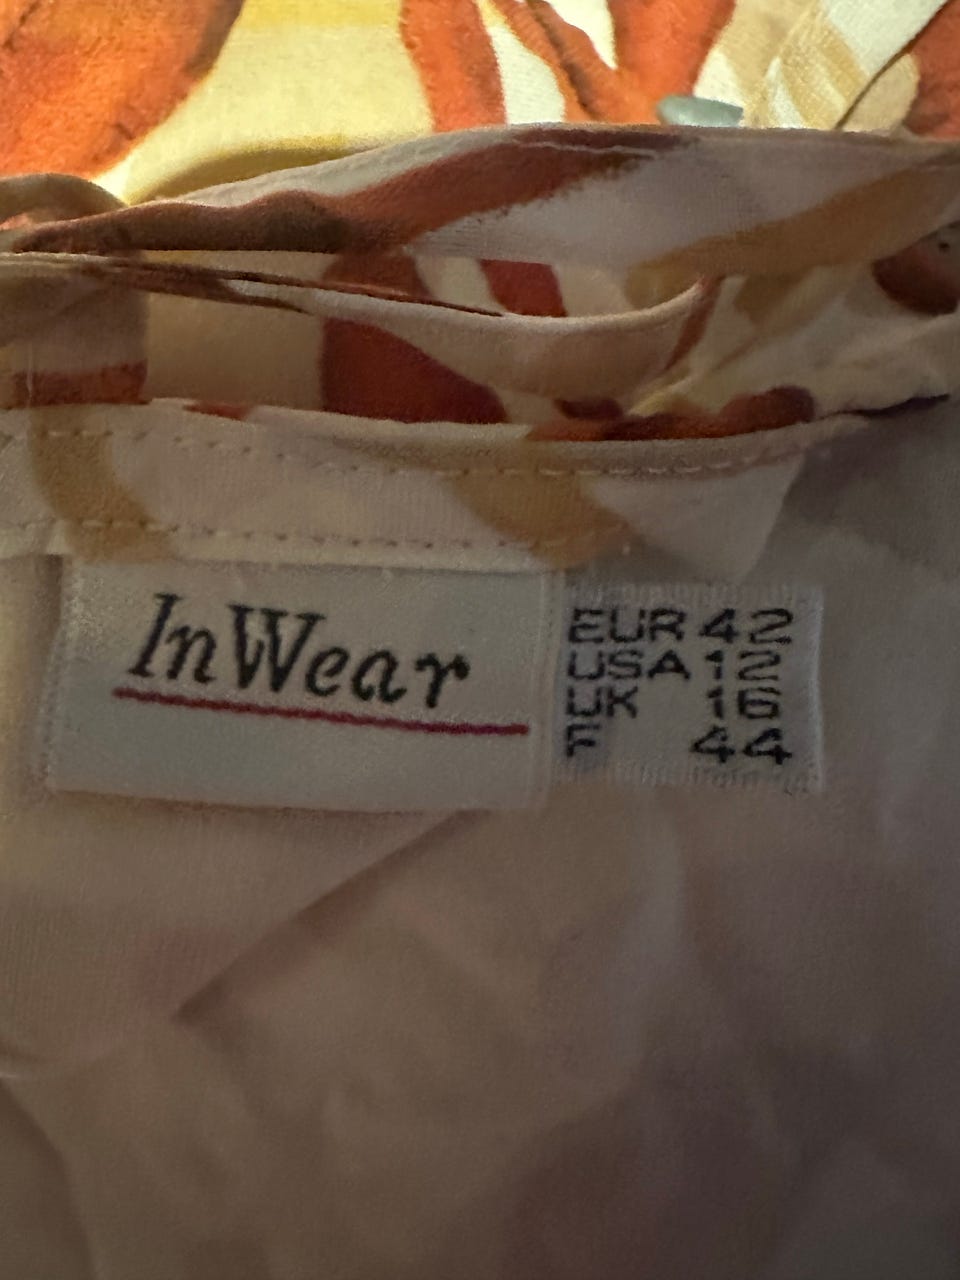 InWear
EUR 42
USA 12
UK 16
F 44